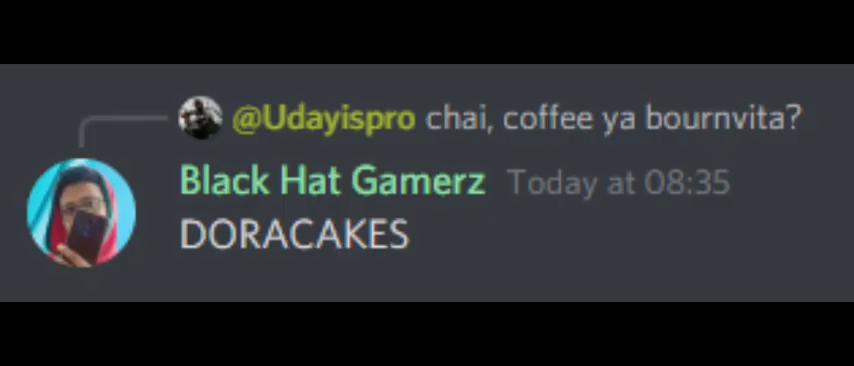 @Udayispro chai, coffee ya bournvita?
Black Hat Gamerz Today at 08:35
DORACAKES